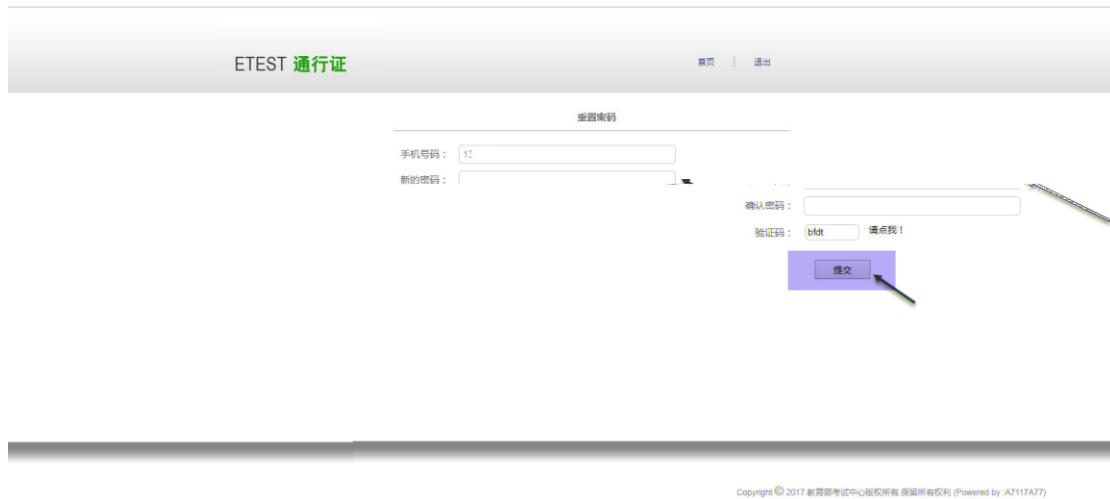 ETEST 通行证
首页 | 退出
重置密码
手机号码：
新的密码：
确认密码：
验证码： bfdt 请点我！
提交
Copyright © 2017 教育部考试中心版权所有.保留所有权利 (Powered by :A7117A77)